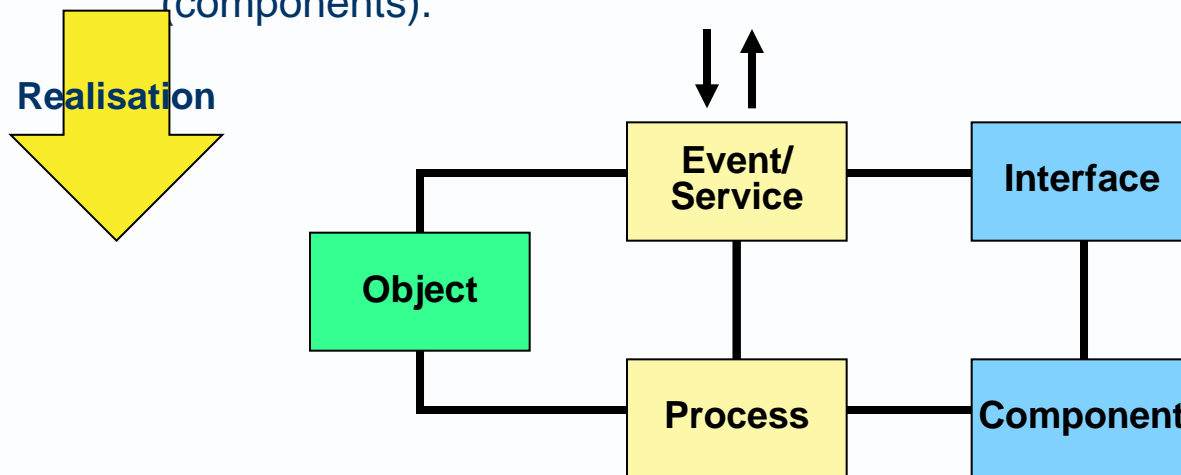 (components).
Realisation
Event/
Service
Interface
Object
Process
Component